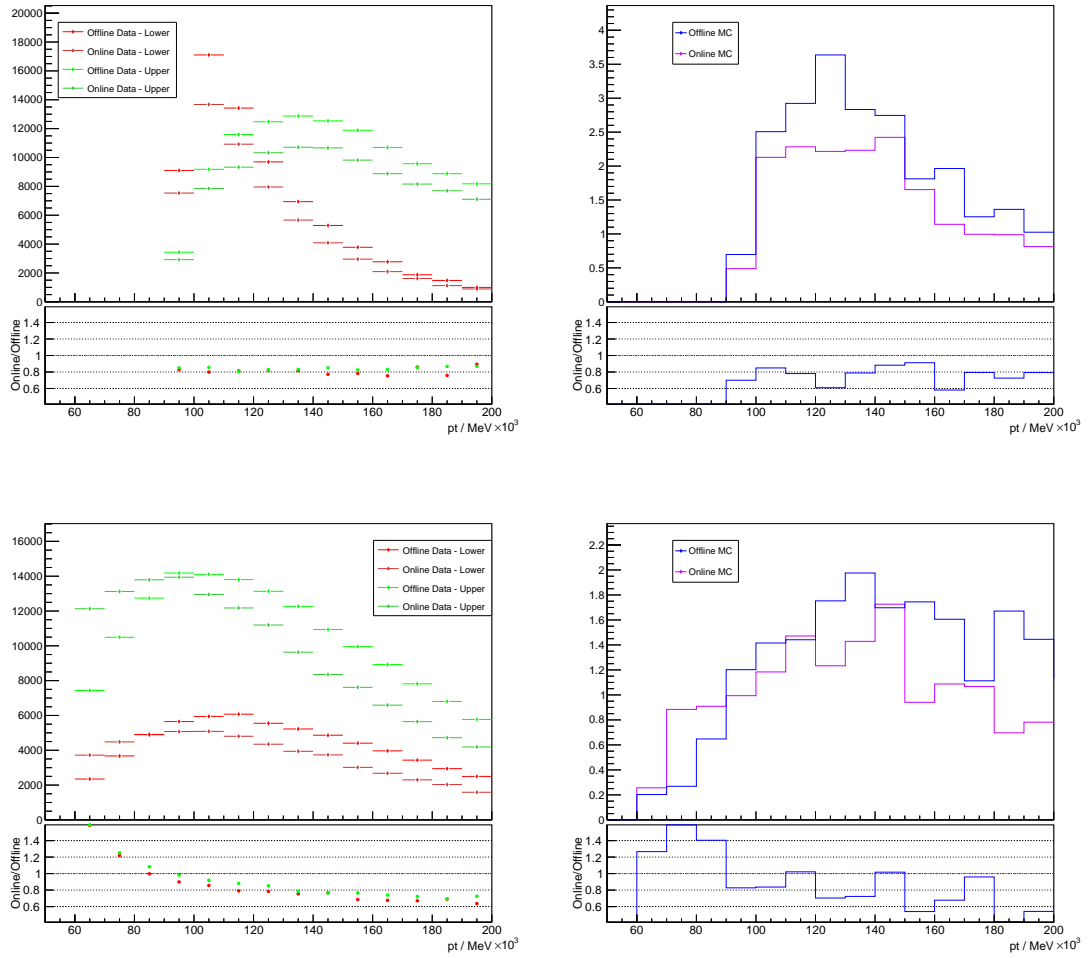 20000
18000
16000
14000
12000
10000
8000
6000
4000
2000
0
Offline Data - Lower
Online Data - Lower
Offline Data - Upper
Online Data - Upper
1.4
1.2
1
0.8
0.6
Online/Offline
60 80 100 120 140 160 180 200
pt / MeV ×10³
4
3.5
3
2.5
2
1.5
1
0.5
0
Offline MC
Online MC
1.4
1.2
1
0.8
0.6
Online/Offline
60 80 100 120 140 160 180 200
pt / MeV ×10³
16000
14000
12000
10000
8000
6000
4000
2000
0
Offline Data - Lower
Online Data - Lower
Offline Data - Upper
Online Data - Upper
1.4
1.2
1
0.8
0.6
Online/Offline
60 80 100 120 140 160 180 200
pt / MeV ×10³
2.2
2
1.8
1.6
1.4
1.2
1
0.8
0.6
0.4
0.2
0
Offline MC
Online MC
1.4
1.2
1
0.8
0.6
Online/Offline
60 80 100 120 140 160 180 200
pt / MeV ×10³